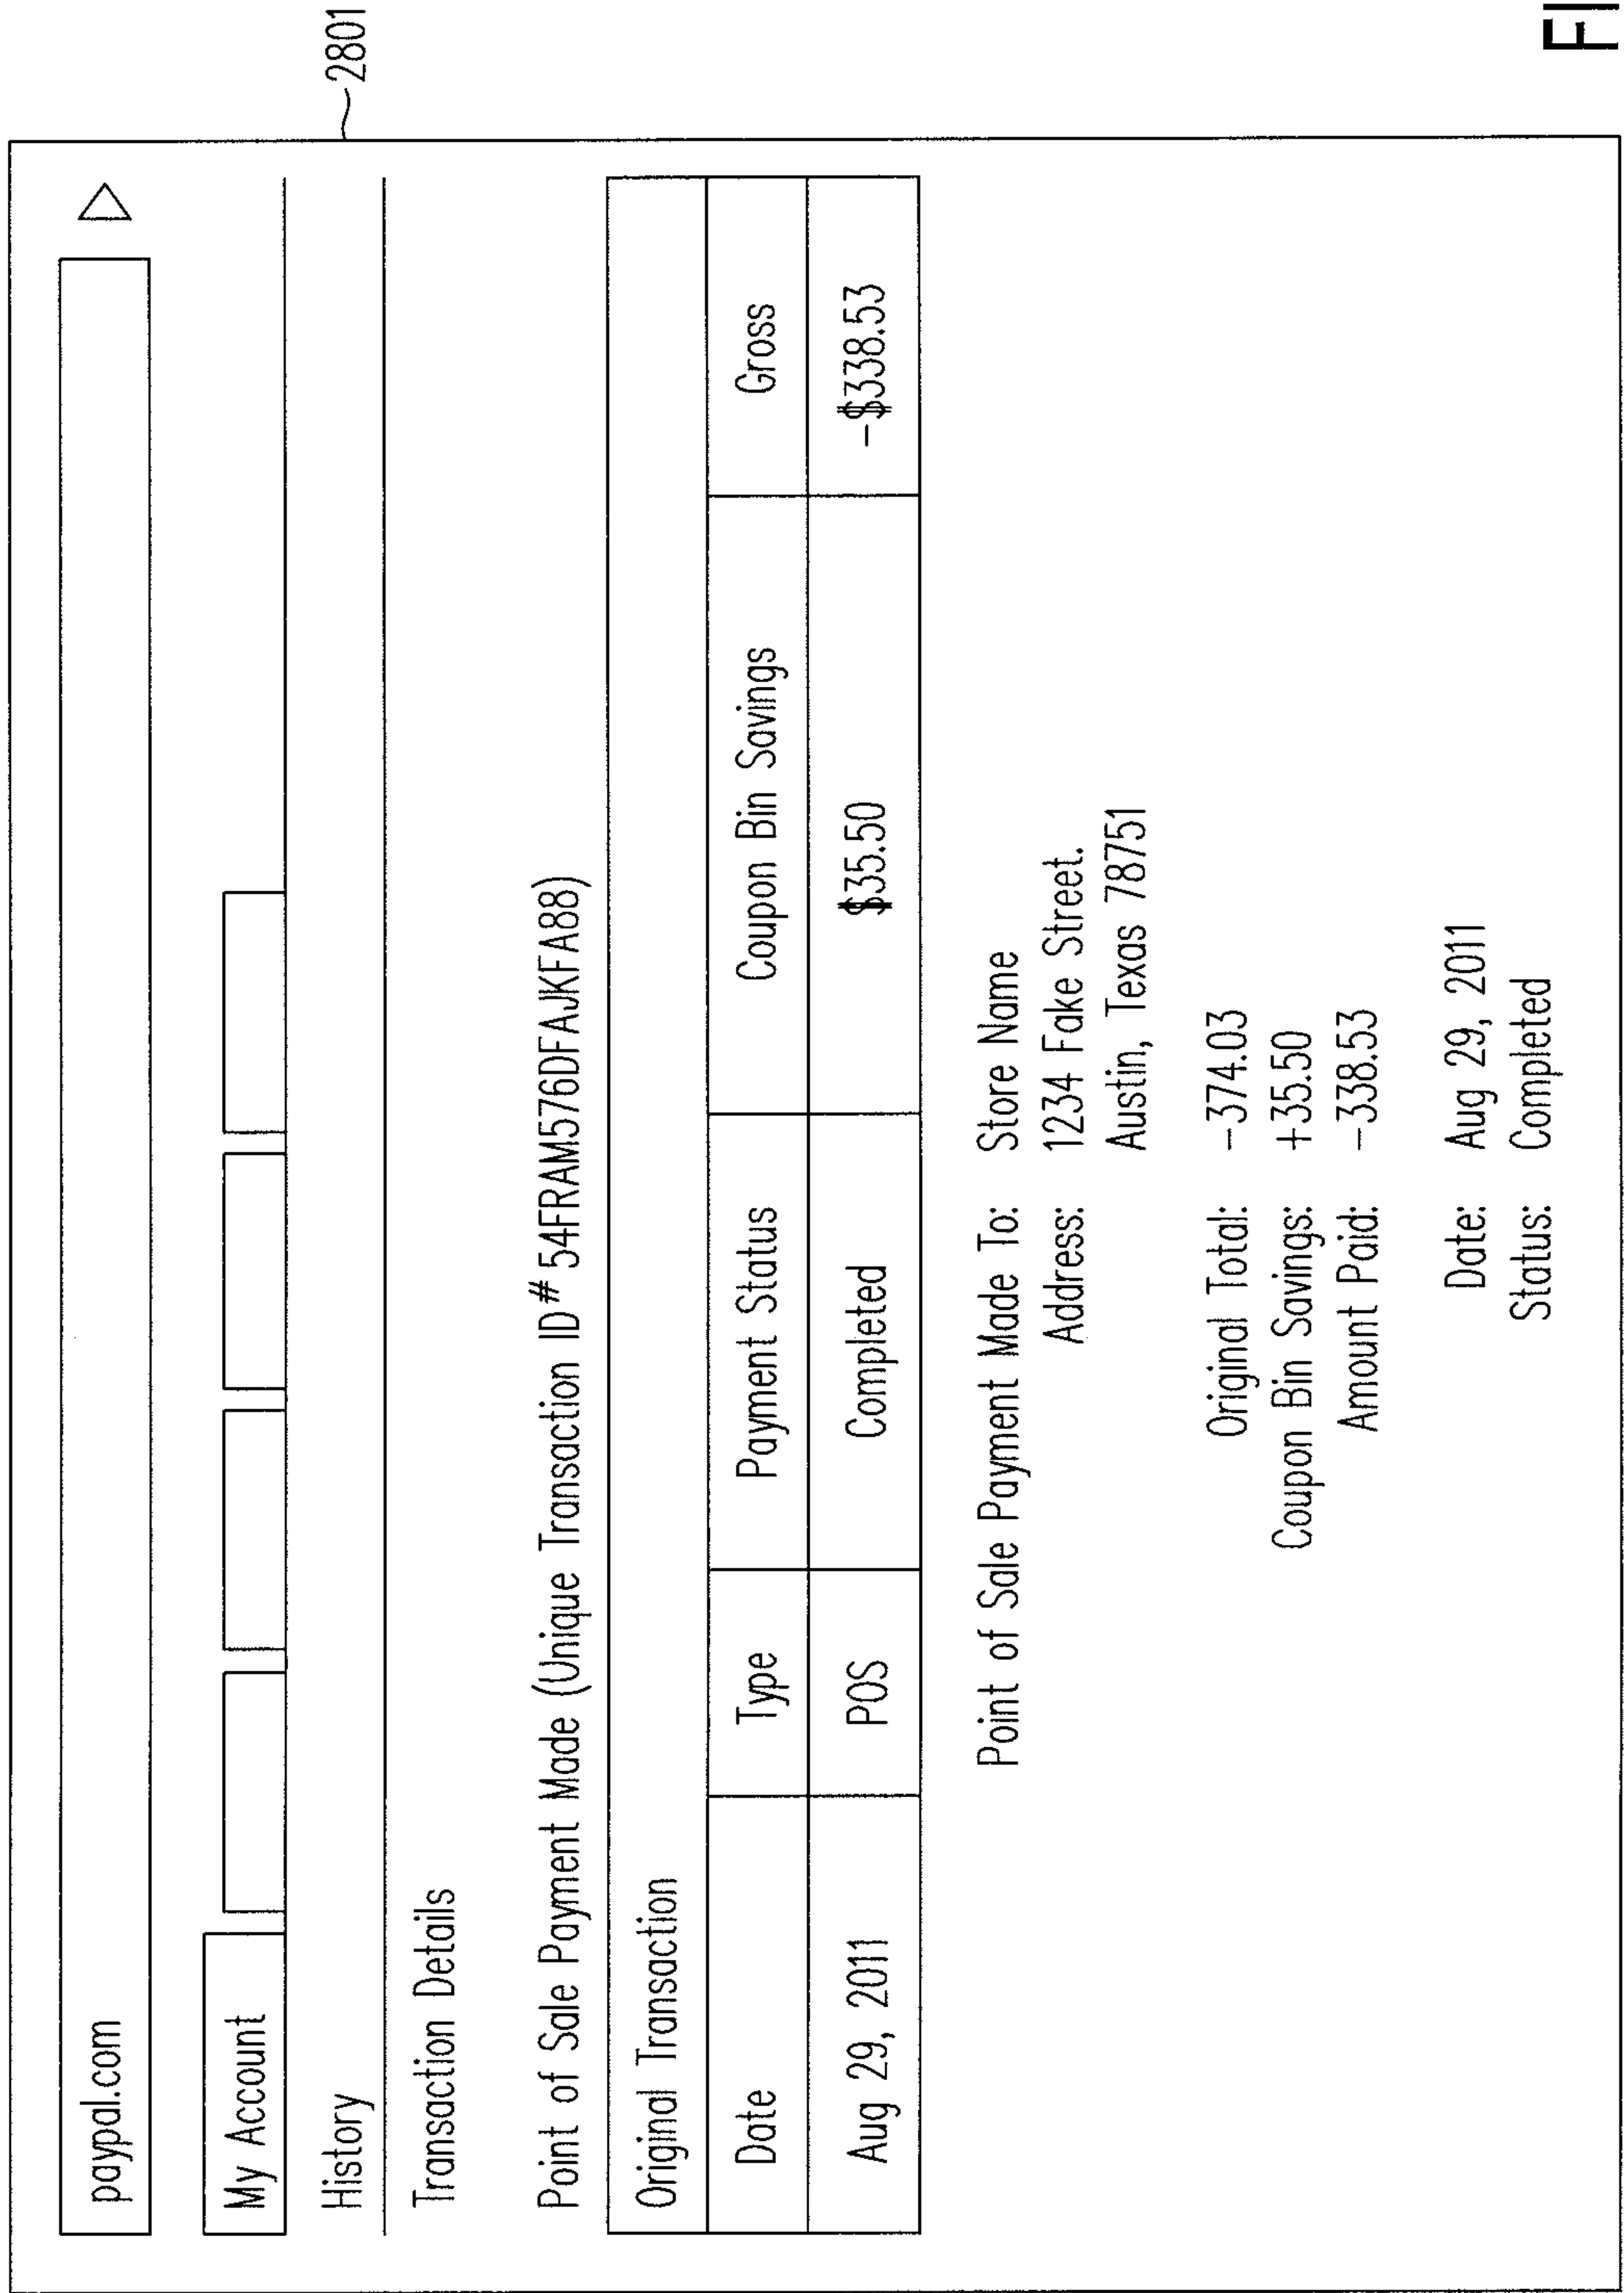 paypal.com
My Account
History
2801
Transaction Details
Point of Sale Payment Made (Unique Transaction ID# 54FRAM576DFAJKFA88)
Original Transaction
Date Type Payment Status Coupon Bin Savings Gross
Aug 29, 2011 POS Completed $35.50 -$338.53
Point of Sale Payment Made To: Store Name
Address: 1234 Fake Street.
Austin, Texas 78751
Original Total: -374.03
Coupon Bin Savings: +35.50
Amount Paid: -338.53
Date: Aug 29, 2011
Status: Completed